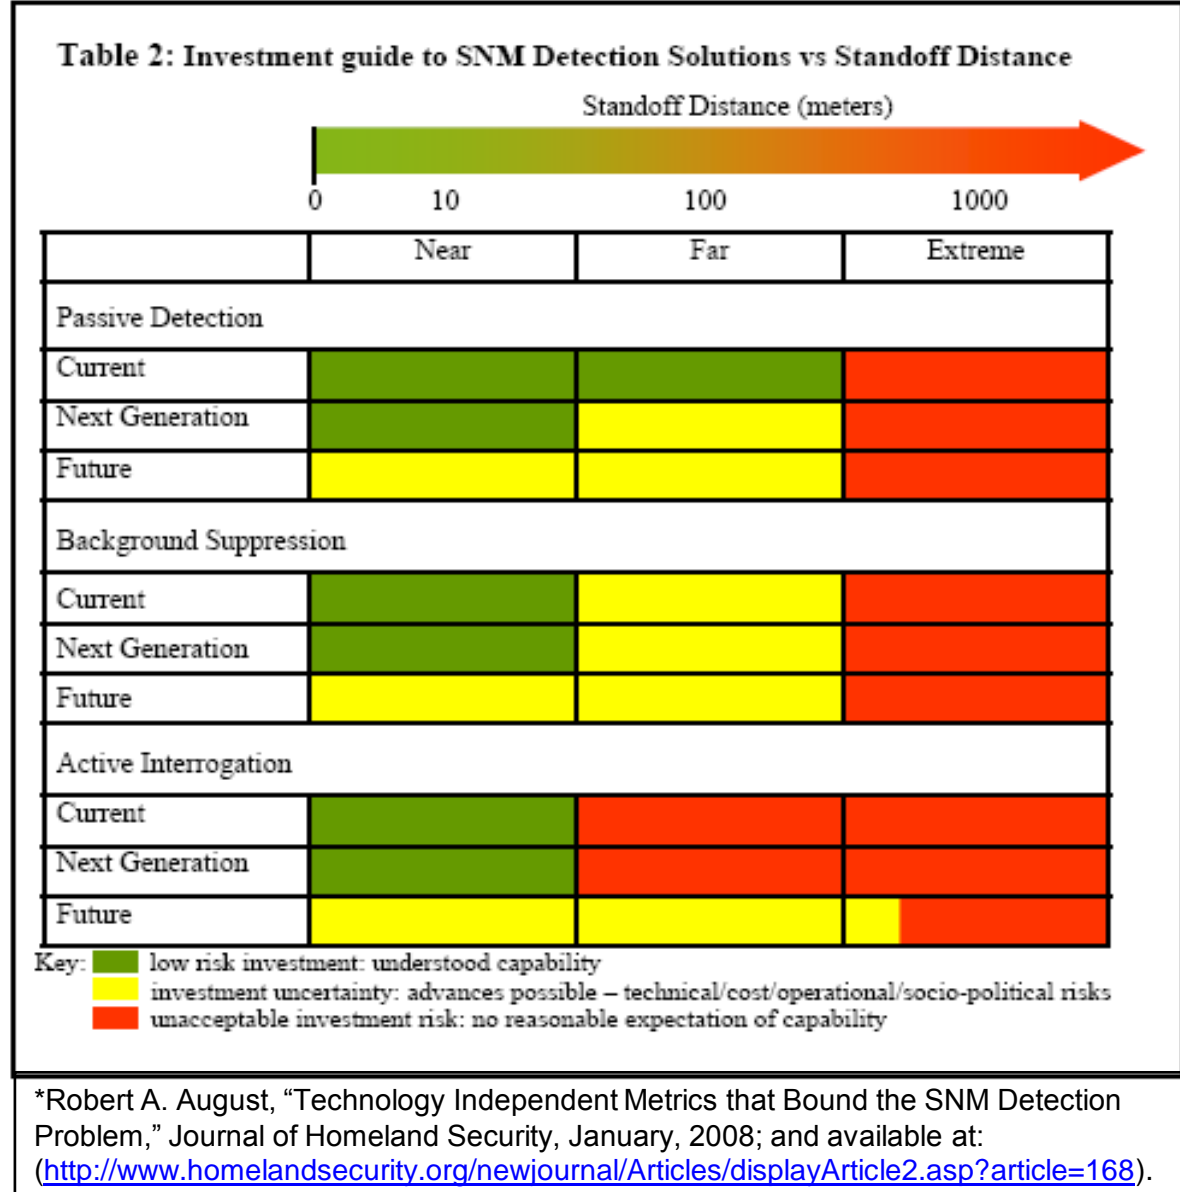 Table 2: Investment guide to SNM Detection Solutions vs Standoff Distance
Standoff Distance (meters)
0 10 100 1000
Near Far Extreme
Passive Detection
Current
Next Generation
Future
Background Suppression
Current
Next Generation
Future
Active Interrogation
Current
Next Generation
Future
Key: low risk investment: understood capability
investment uncertainty: advances possible – technical/cost/operational/socio-political risks
unacceptable investment risk: no reasonable expectation of capability
*Robert A. August, “Technology Independent Metrics that Bound the SNM Detection
Problem,” Journal of Homeland Security, January, 2008; and available at:
(http://www.homelandsecurity.org/newjournal/Articles/displayArticle2.asp?article=168).